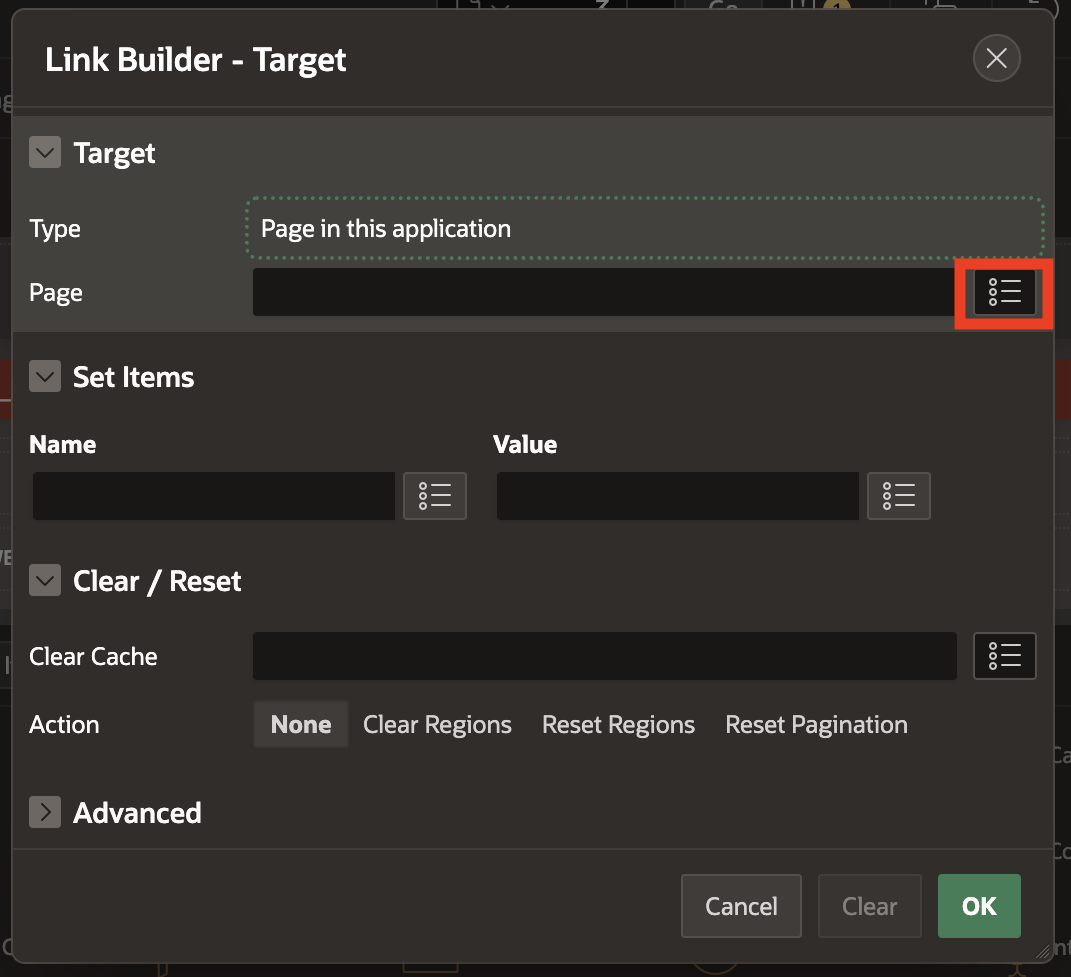 Link Builder - Target
Target
Type
Page in this application
Page
Set Items
Name
Value
Clear / Reset
Clear Cache
Action
None
Clear Regions
Reset Regions
Reset Pagination
Advanced
Cancel
Clear
OK